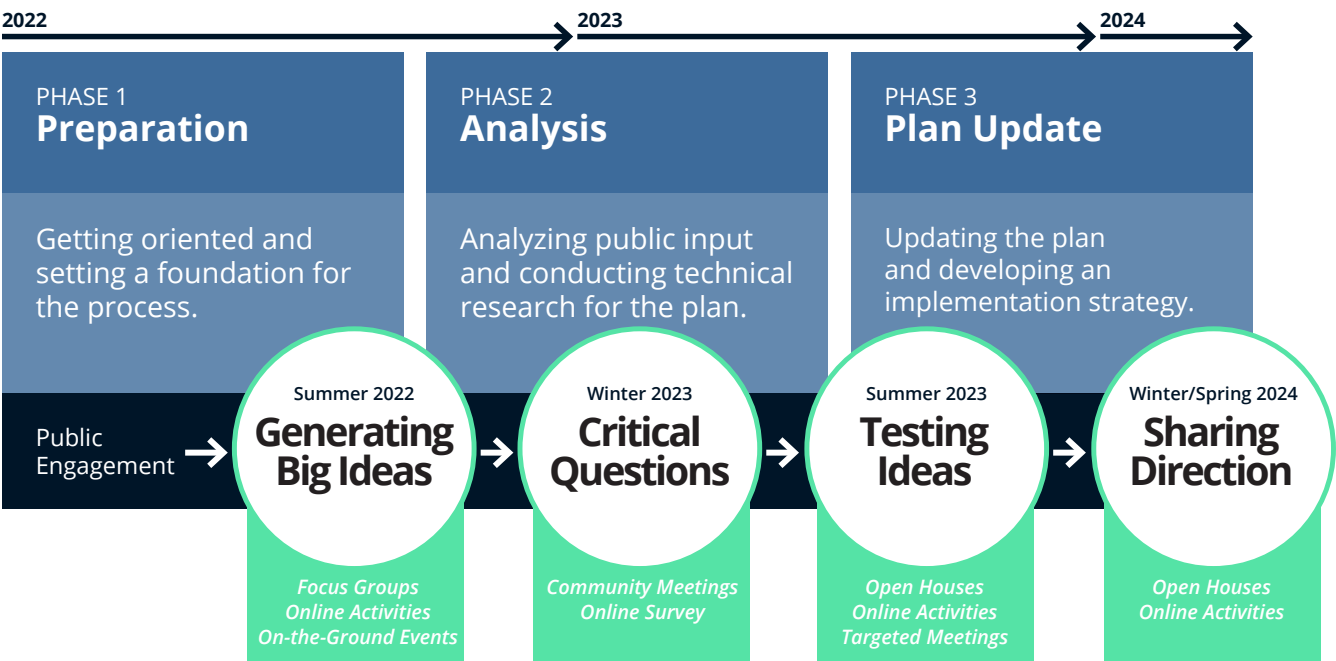 2022
2023
2024
PHASE 1
Preparation
Getting oriented and
setting a foundation for
the process.
PHASE 2
Analysis
Analyzing public input
and conducting technical
research for the plan.
PHASE 3
Plan Update
Updating the plan
and developing an
implementation strategy.
Public
Engagement
Summer 2022
Generating
Big Ideas
Focus Groups
Online Activities
On-the-Ground Events
Winter 2023
Critical
Questions
Community Meetings
Online Survey
Summer 2023
Testing
Ideas
Open Houses
Online Activities
Targeted Meetings
Winter/Spring 2024
Sharing
Direction
Open Houses
Online Activities